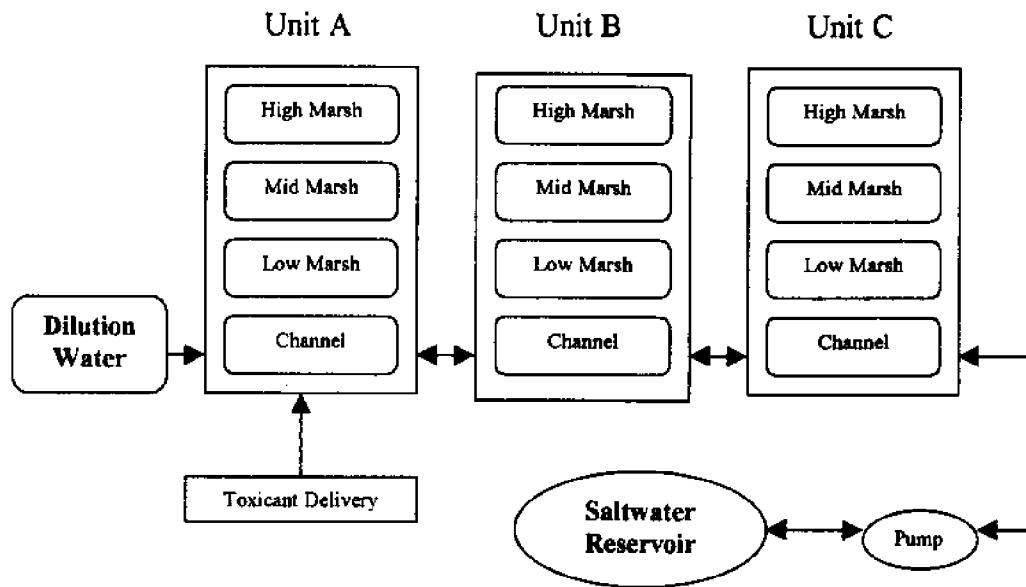 Unit A
Unit B
Unit C
High Marsh
Mid Marsh
Low Marsh
Channel
High Marsh
Mid Marsh
Low Marsh
Channel
High Marsh
Mid Marsh
Low Marsh
Channel
Dilution
Water
Toxicant Delivery
Saltwater
Reservoir
Pump